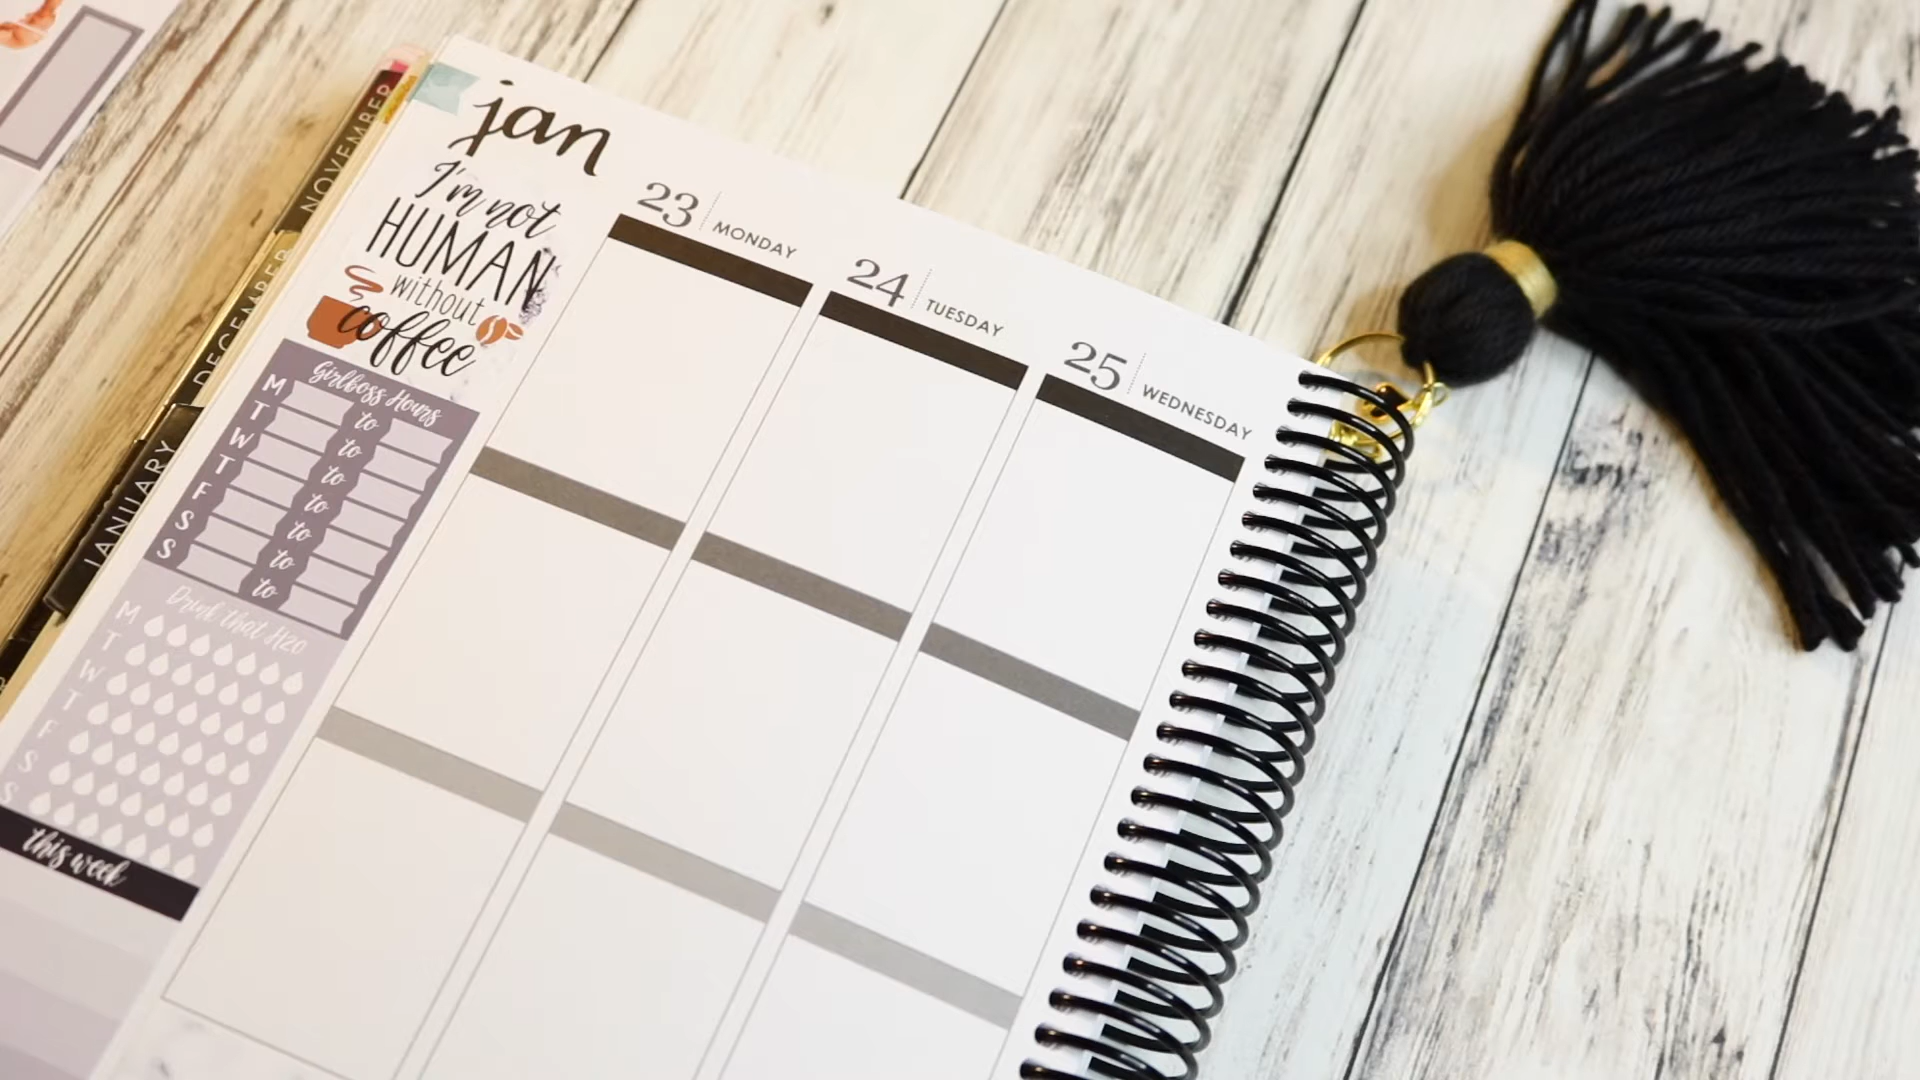 jan
I'm not
HUMAN
without
coffee
Girlboss Hours
M to
T to
W to
T to
F to
S to
S to
Drink that H20
M
T
W
T
F
S
S
this week
23 MONDAY
24 TUESDAY
25 WEDNESDAY
NOVEMBER
DECEMBER
JANUARY